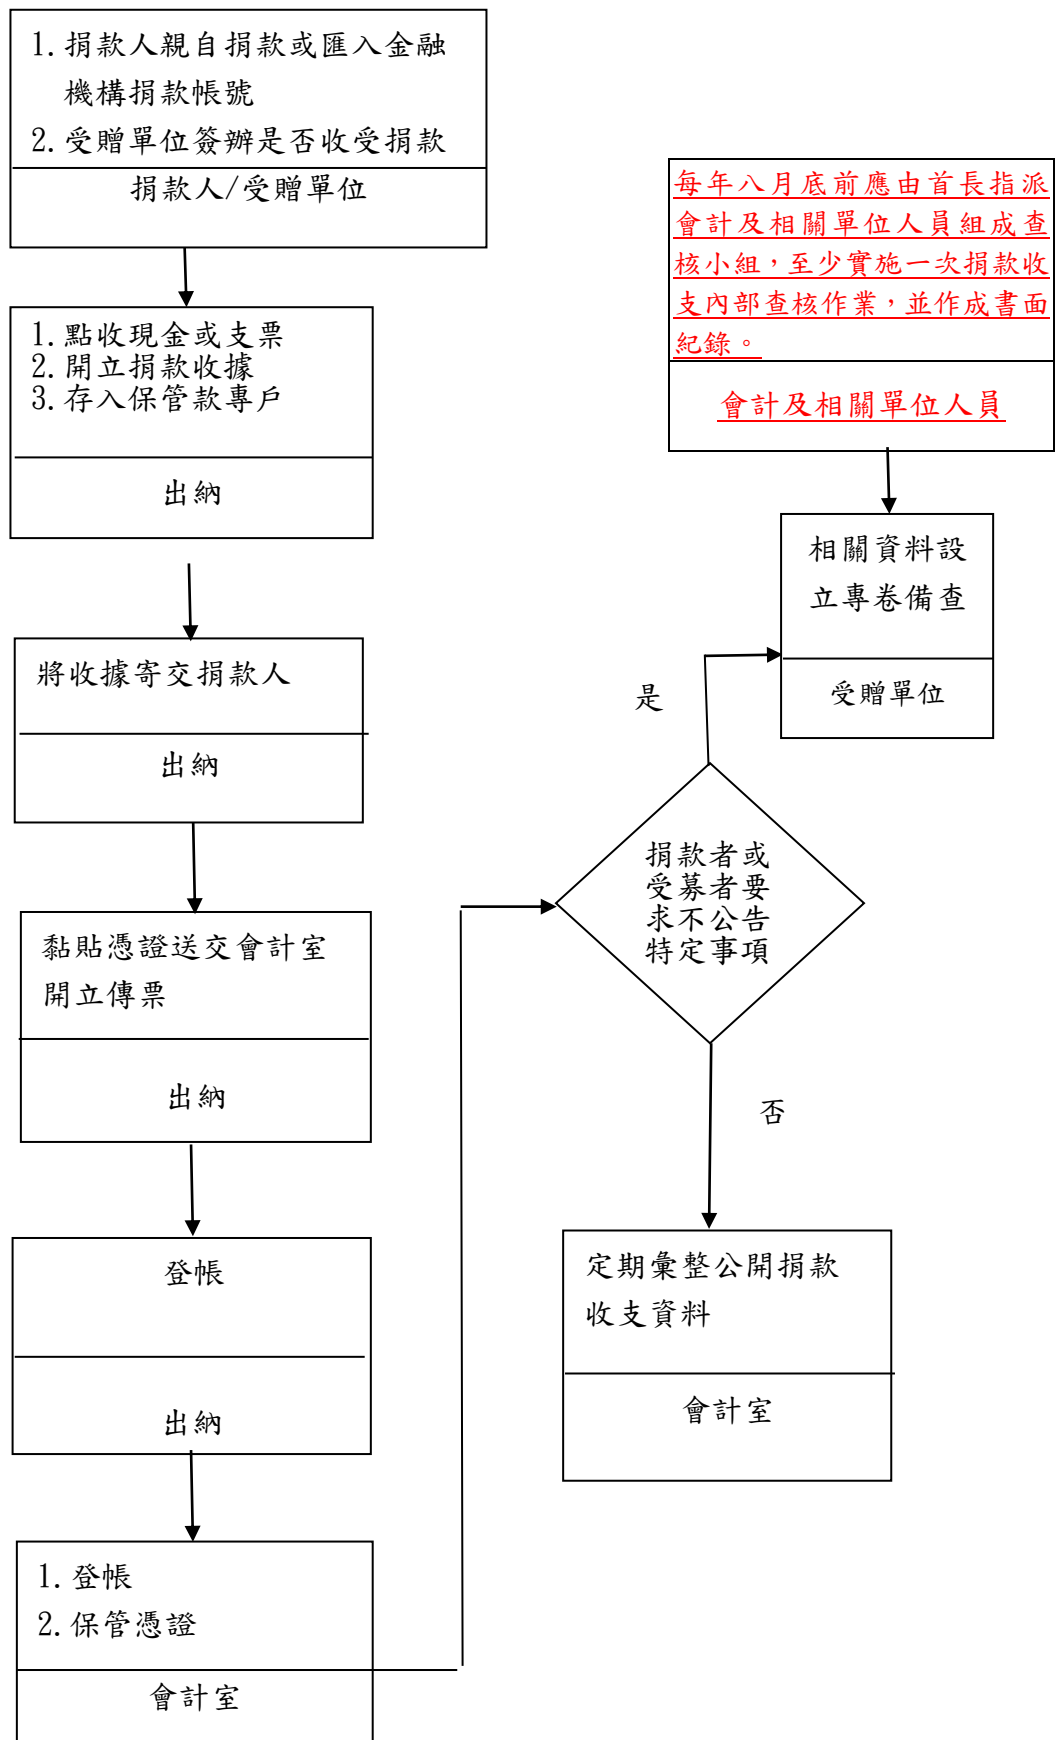 1.捐款人親自捐款或匯入金融
機構捐款帳號
2.受贈單位簽辦是否收受捐款
捐款人/受贈單位
1.點收現金或支票
2.開立捐款收據
3.存入保管款專戶
出納
將收據寄交捐款人
出納
黏貼憑證送交會計室
開立傳票
出納
登帳
出納
1.登帳
2.保管憑證
會計室
每年八月底前應由首長指派
會計及相關單位人員組成查
核小組，至少實施一次捐款收
支內部查核作業，並作成書面
紀錄。
會計及相關單位人員
相關資料設
立專卷備查
受贈單位
是
捐款者或
受募者要
求不公告
特定事項
否
定期彙整公開捐款
收支資料
會計室